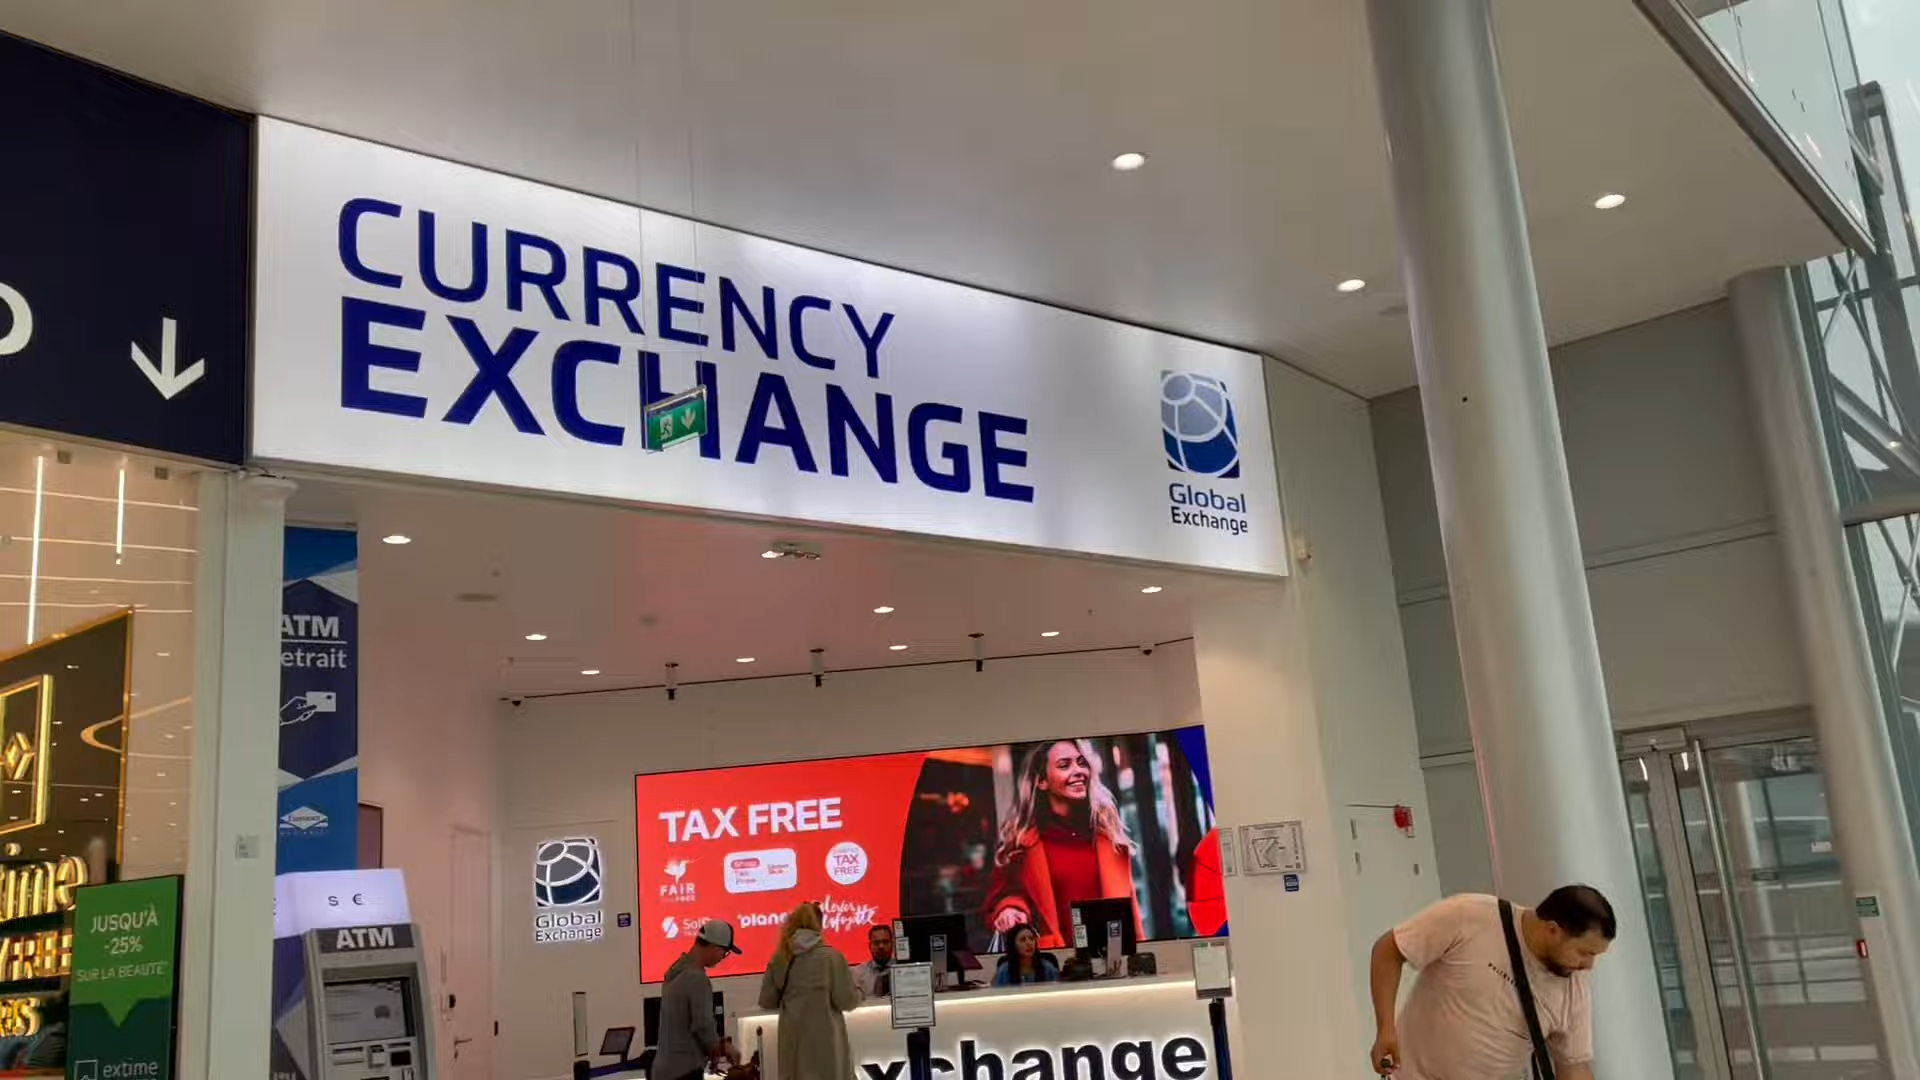 CURRENCY
EXCHANGE
Global
Exchange
ATM
etrait
TAX FREE
FAIR
TAX
FREE
planet
Global
Exchange
$ €
ATM
JUSQU'À
-25%
SUR LA BEAUTÉ
extime
xchange